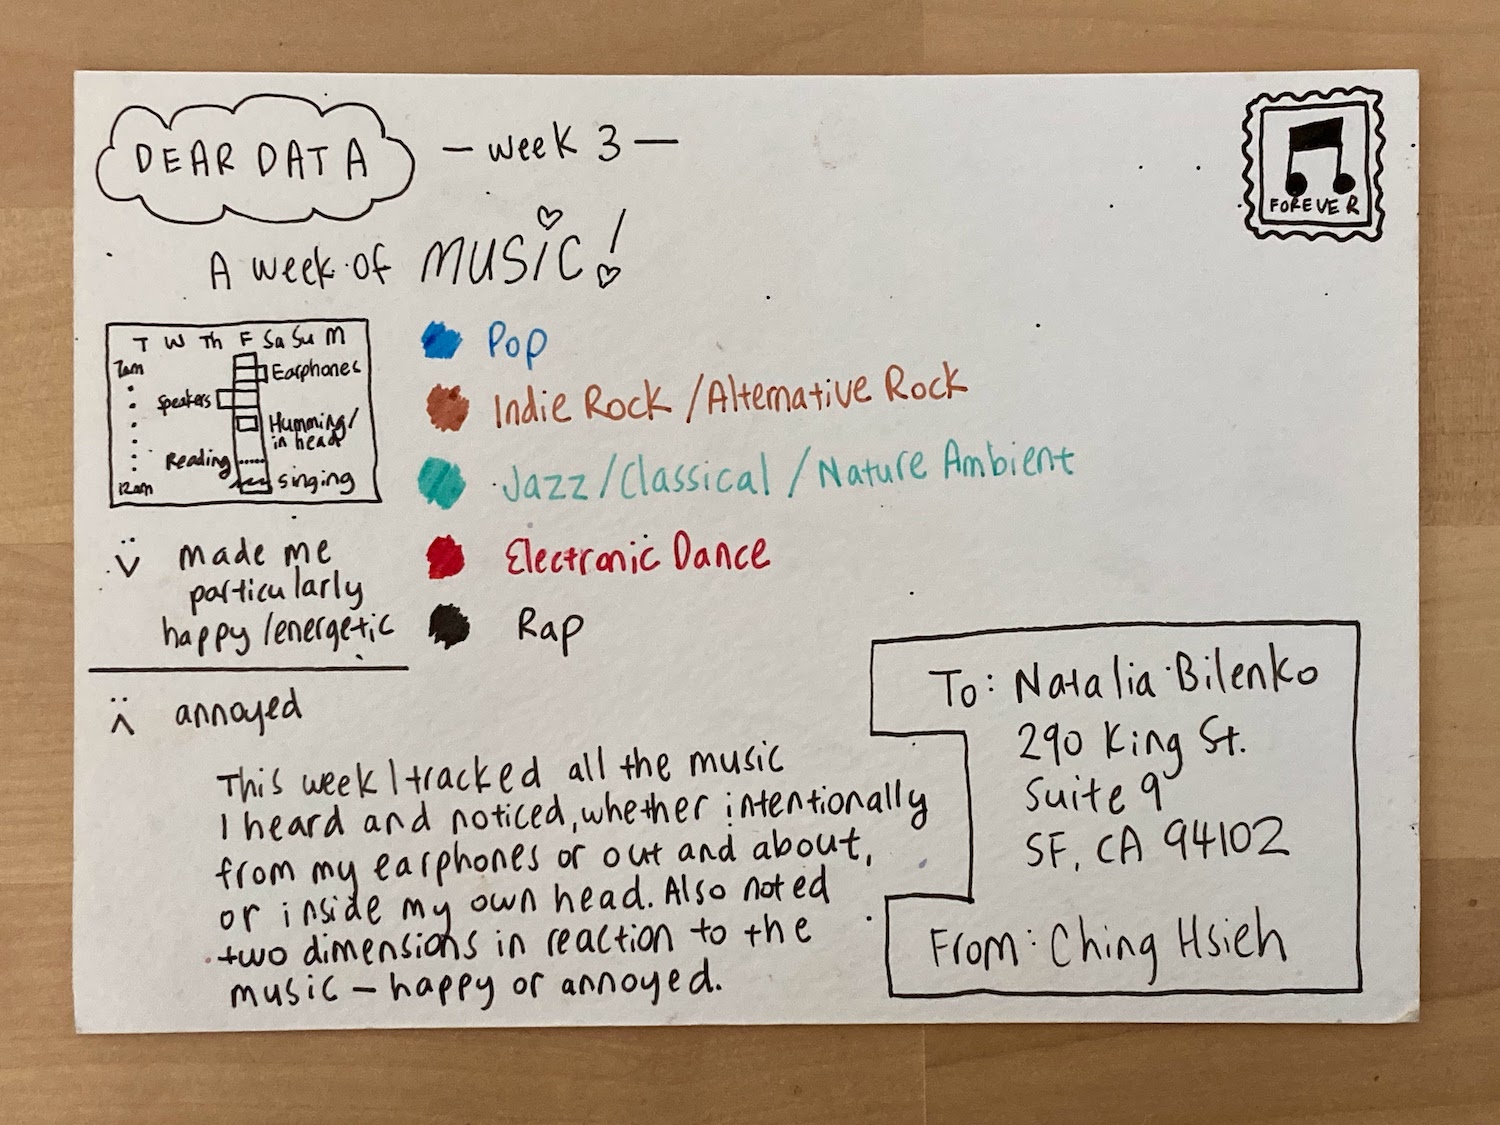 DEAR DATA
— week 3 —
FOREVER
A week of MUSIC!
T W Th F Sa Su M
7am
Earphones
Speakers
Humming/
in head
Reading
12am
singing
Pop
Indie Rock / Alternative Rock
Jazz / Classical / Nature Ambient
Electronic Dance
Rap
made me
particularly
happy / energetic
annoyed
This week I tracked all the music
I heard and noticed, whether intentionally
from my earphones or out and about,
or inside my own head. Also noted
two dimensions in reaction to the
music — happy or annoyed.
To: Natalia Bilenko
290 King St.
Suite 9
SF, CA 94102
From: Ching Hsieh